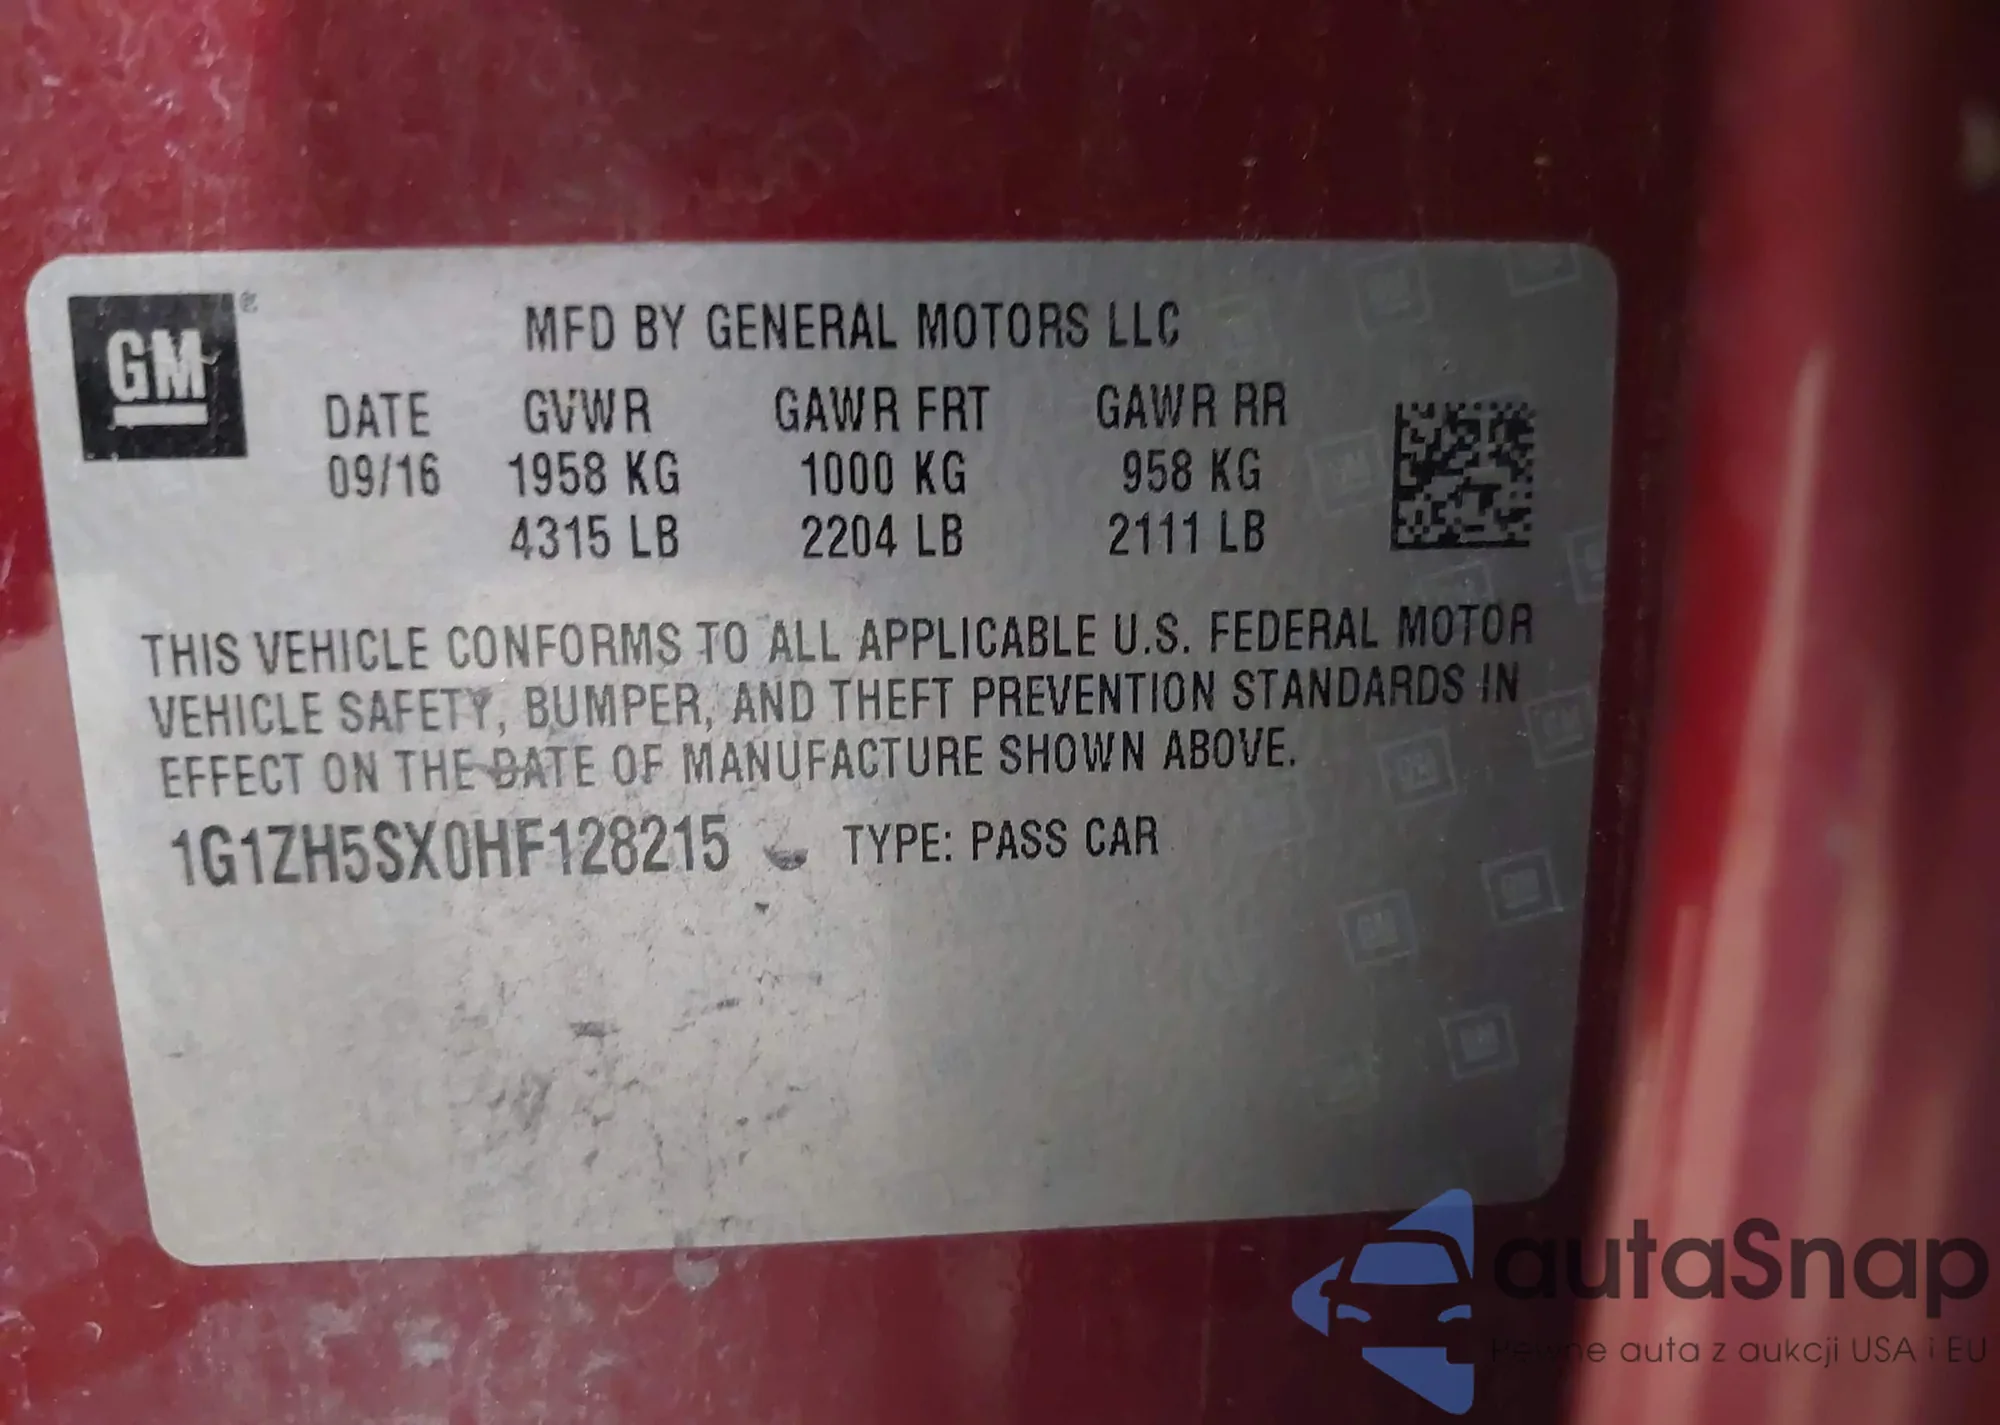 GM ®
MFD BY GENERAL MOTORS LLC
DATE GVWR GAWR FRT GAWR RR
09/16 1958 KG 1000 KG 958 KG
4315 LB 2204 LB 2111 LB
THIS VEHICLE CONFORMS TO ALL APPLICABLE U.S. FEDERAL MOTOR
VEHICLE SAFETY, BUMPER, AND THEFT PREVENTION STANDARDS IN
EFFECT ON THE DATE OF MANUFACTURE SHOWN ABOVE.
1G1ZH5SX0HF128215 TYPE: PASS CAR
autaSnap
Pewne auta z aukcji USA i EU